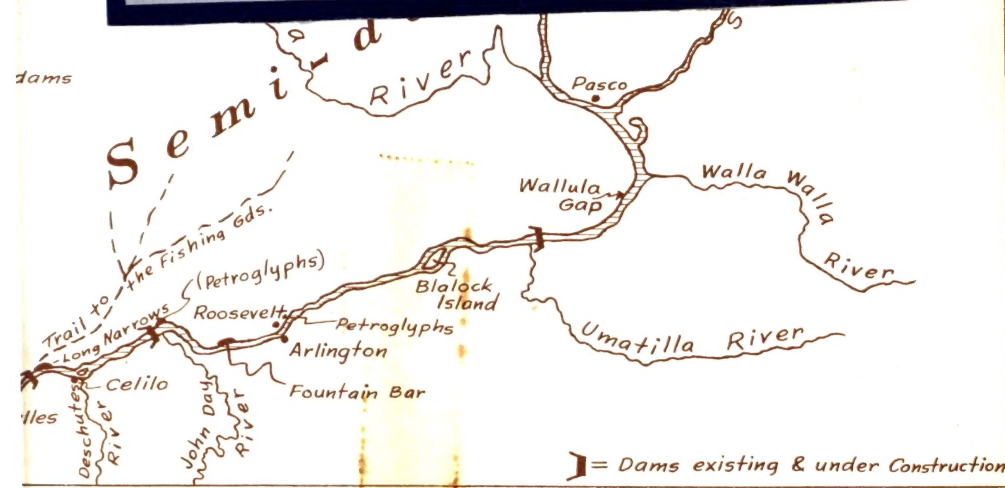 dams
Semid
River
Pasco
Walla Walla
River
Wallula
Gap
Trail to the Fishing Gds.
(Petroglyphs)
Long Narrows
Roosevelt
Blalock
Island
Petroglyphs
Arlington
Umatilla River
Celilo
Fountain Bar
lles
Deschutes
River
John Day
River
= Dams existing & under Construction